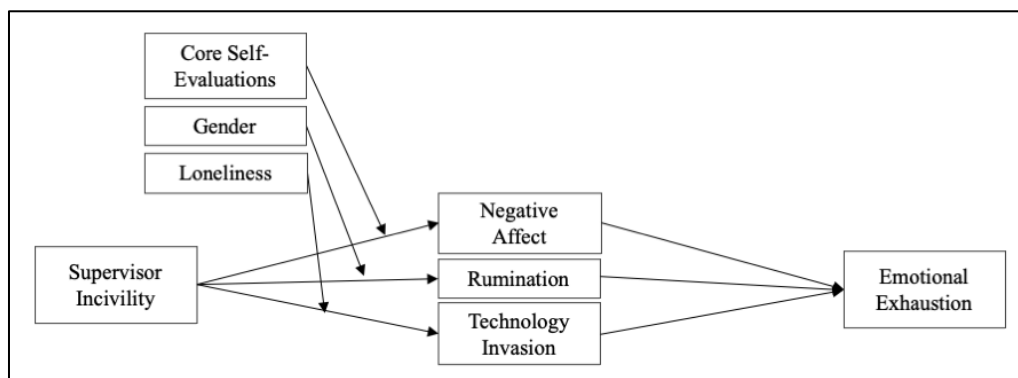 Core Self-
Evaluations
Gender
Loneliness
Negative
Affect
Supervisor
Incivility
Rumination
Emotional
Exhaustion
Technology
Invasion